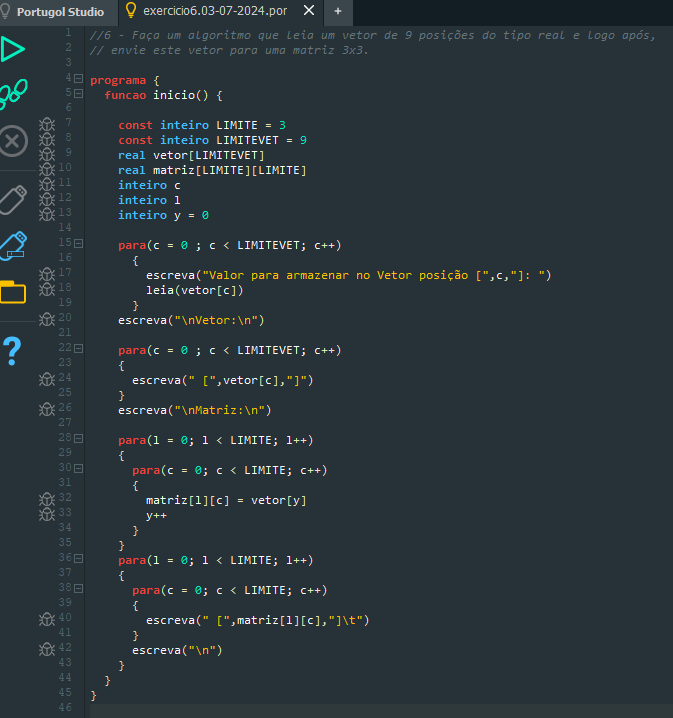 Portugol Studio
exercicio6.03-07-2024.por
+
1 //6 - Faça um algoritmo que leia um vetor de 9 posições do tipo real e logo após,
2 // envie este vetor para uma matriz 3x3.
3
4 programa {
5 funcao inicio() {
6
7 const inteiro LIMITE = 3
8 const inteiro LIMITEVET = 9
9 real vetor[LIMITEVET]
10 real matriz[LIMITE][LIMITE]
11 inteiro c
12 inteiro l
13 inteiro y = 0
14
15 para(c = 0 ; c < LIMITEVET; c++)
16 {
17 escreva("Valor para armazenar no Vetor posição [",c,"]: ")
18 leia(vetor[c])
19 }
20 escreva("\nVetor:\n")
21
22 para(c = 0 ; c < LIMITEVET; c++)
23 {
24 escreva(" [",vetor[c],"]")
25 }
26 escreva("\nMatriz:\n")
27
28 para(l = 0; l < LIMITE; l++)
29 {
30 para(c = 0; c < LIMITE; c++)
31 {
32 matriz[l][c] = vetor[y]
33 y++
34 }
35 }
36 para(l = 0; l < LIMITE; l++)
37 {
38 para(c = 0; c < LIMITE; c++)
39 {
40 escreva(" [",matriz[l][c],"]\t")
41 }
42 escreva("\n")
43 }
44 }
45 }
46